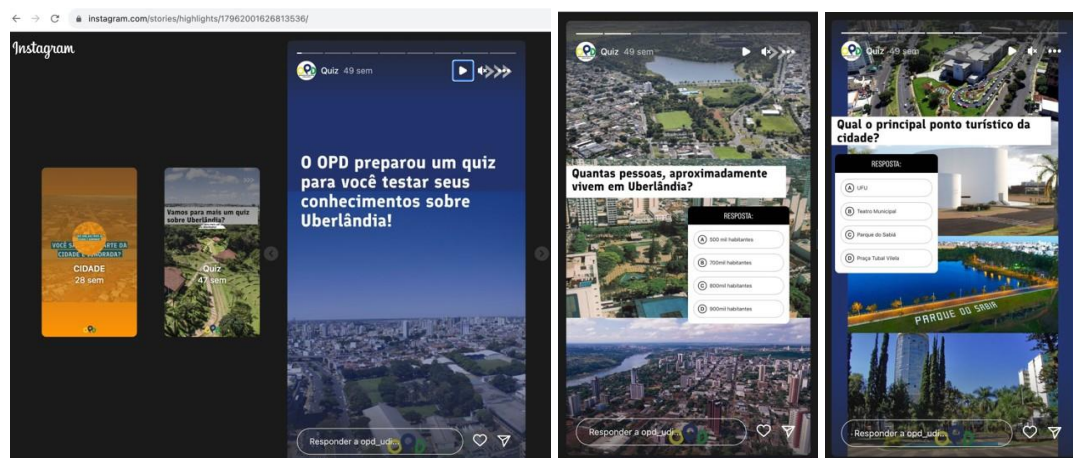 instagram.com/stories/highlights/17962001626813536/
Instagram
VOCÊ
CIDADE
28 sem
Vamos para mais um quiz
sobre Uberlândia?
Quiz
47 sem
Quiz 49 sem
O OPD preparou um quiz
para você testar seus
conhecimentos sobre
Uberlândia!
Responder a opd_udi...
Quiz 49 sem
Quantas pessoas, aproximadamente
vivem em Uberlândia?
RESPOSTA:
A 500 mil habitantes
B 700mil habitantes
C 800mil habitantes
D 900mil habitantes
Responder a opd_udi...
Quiz 49 sem
Qual o principal ponto turístico da
cidade?
RESPOSTA:
A UFU
B Teatro Municipal
C Parque do Sabiá
D Praça Tubal Vilela
PARQUE DO SABIÁ
Responder a opd_udi...